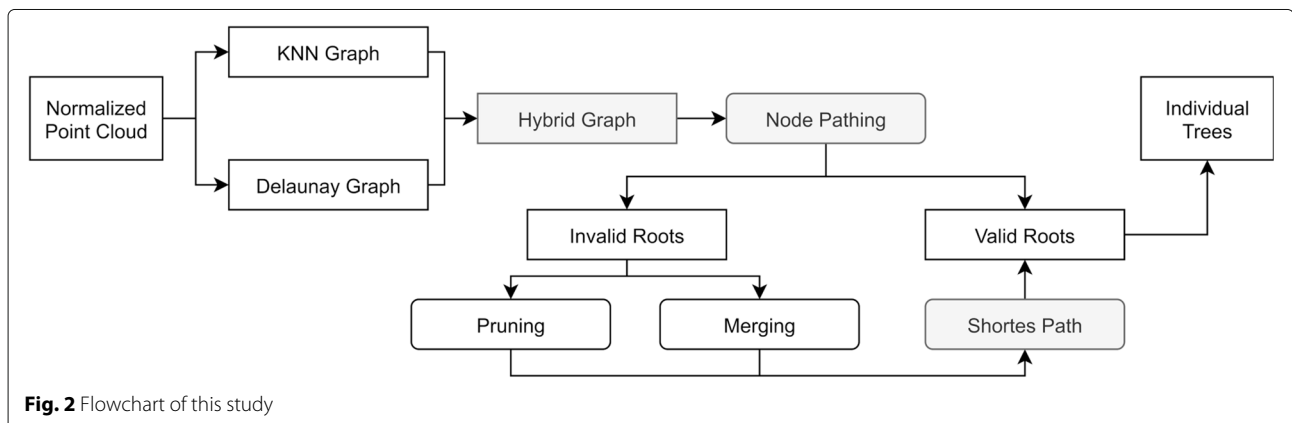 KNN Graph
Normalized
Point Cloud
Delaunay Graph
Hybrid Graph
Node Pathing
Individual
Trees
Invalid Roots
Valid Roots
Pruning
Merging
Shortes Path
Fig. 2 Flowchart of this study